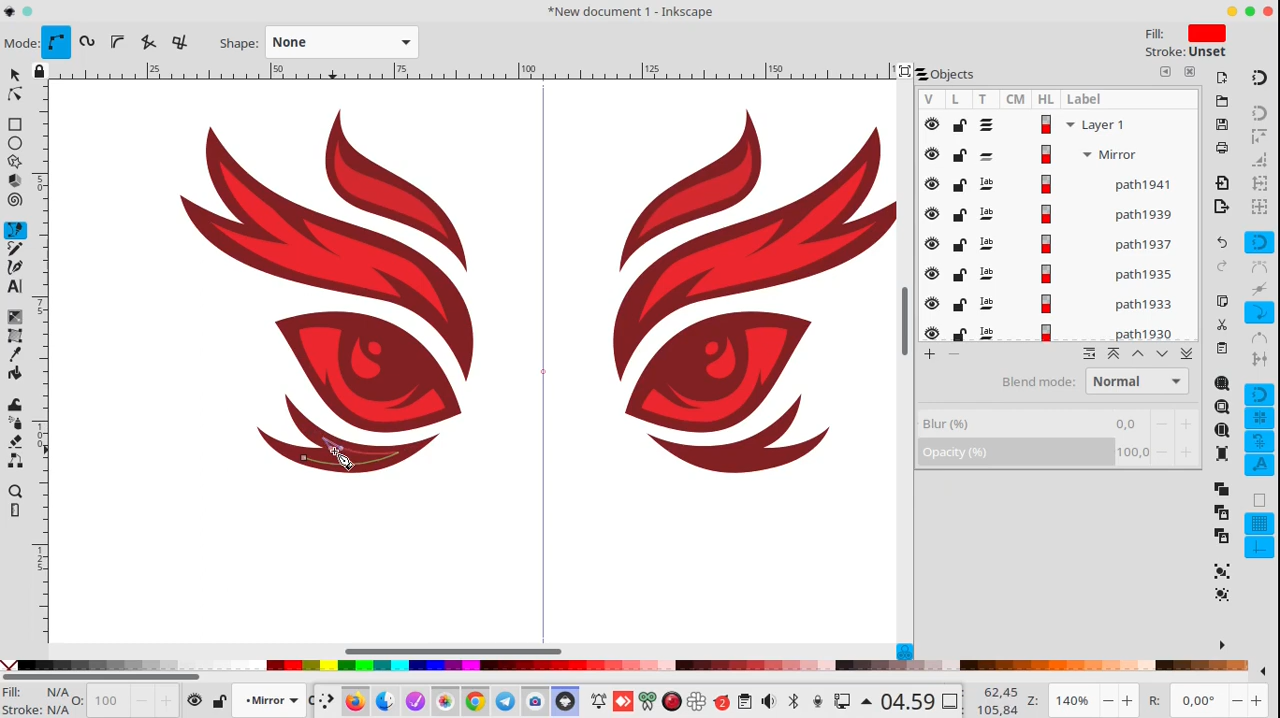 *New document 1 - Inkscape
Mode:
Shape:
None
Fill:
Stroke: Unset
25
50
75
100
125
150
Objects
V L T CM HL Label
Layer 1
Mirror
path1941
path1939
path1937
path1935
path1933
path1930
Blend mode:
Normal
Blur (%)
0,0
Opacity (%)
100,0
Fill: N/A
Stroke: N/A
O: 100
•Mirror
04.59
62,45
105,84
Z: 140%
R: 0,00°